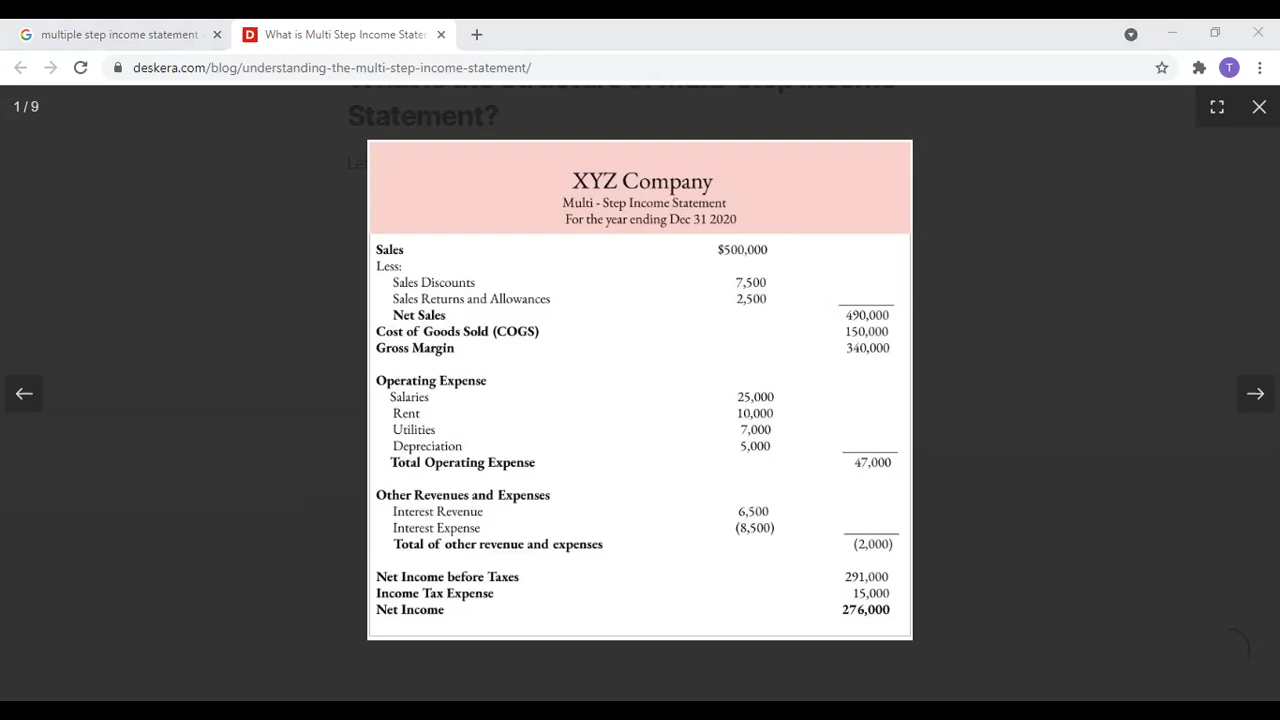 multiple step income statement
What is Multi Step Income State
deskera.com/blog/understanding-the-multi-step-income-statement/
T
1 / 9
Statement?
XYZ Company
Multi - Step Income Statement
For the year ending Dec 31 2020
Sales $500,000
Less:
Sales Discounts 7,500
Sales Returns and Allowances 2,500
Net Sales 490,000
Cost of Goods Sold (COGS) 150,000
Gross Margin 340,000
Operating Expense
Salaries 25,000
Rent 10,000
Utilities 7,000
Depreciation 5,000
Total Operating Expense 47,000
Other Revenues and Expenses
Interest Revenue 6,500
Interest Expense (8,500)
Total of other revenue and expenses (2,000)
Net Income before Taxes 291,000
Income Tax Expense 15,000
Net Income 276,000